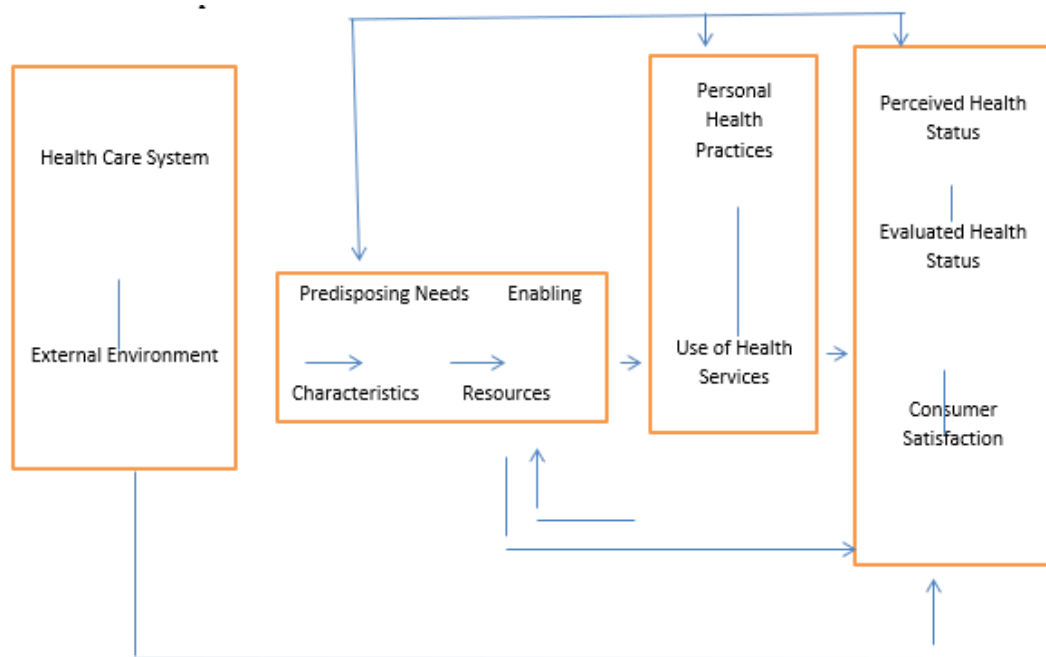 Health Care System
External Environment
Predisposing Needs Enabling
Characteristics Resources
Personal
Health
Practices
Use of Health
Services
Perceived Health
Status
Evaluated Health
Status
Consumer
Satisfaction